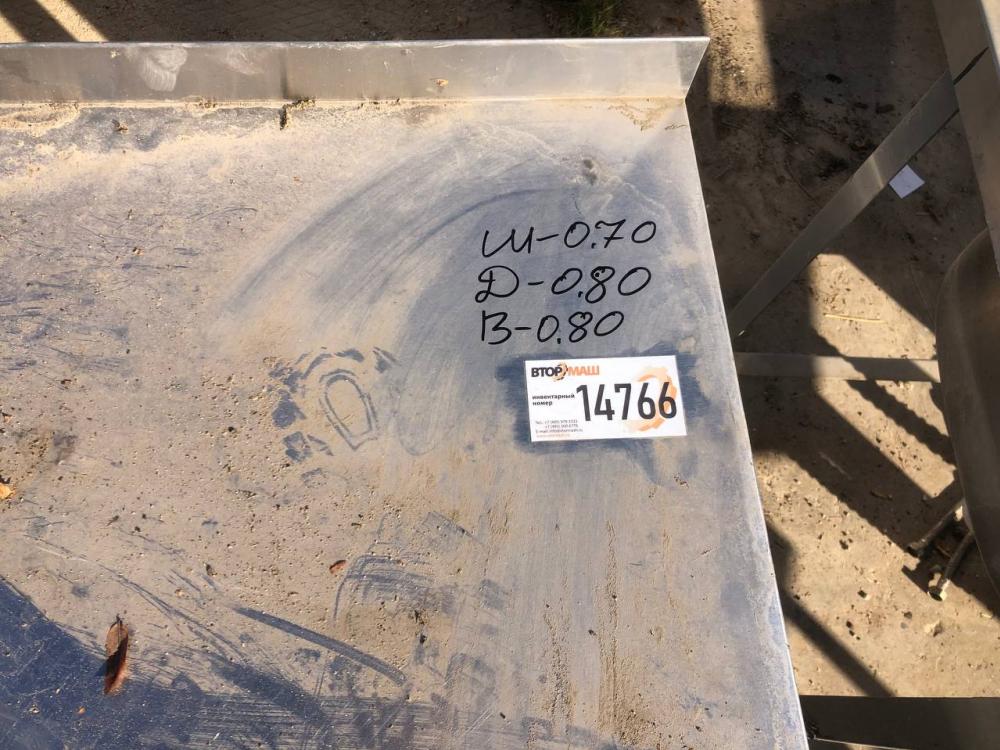 Ш-0.70
Д-0.80
В-0.80
ВТОРМАШ
инвентарный
номер
14766